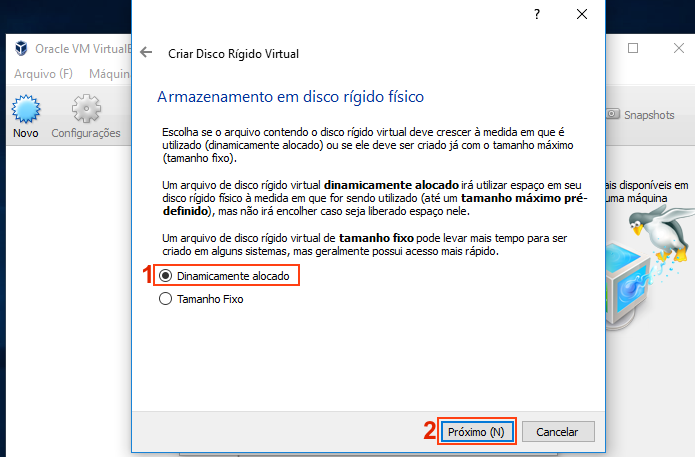 ?
Oracle VM Virtual
Arquivo (F) Máquin
Novo
Configurações
Snapshots
Criar Disco Rígido Virtual
Armazenamento em disco rígido físico
Escolha se o arquivo contendo o disco rígido virtual deve crescer à medida em que é
utilizado (dinamicamente alocado) ou se ele deve ser criado já com o tamanho máximo
(tamanho fixo).
Um arquivo de disco rígido virtual dinamicamente alocado irá utilizar espaço em seu
disco rígido físico à medida em que for sendo utilizado (até um tamanho máximo pré-
definido), mas não irá encolher caso seja liberado espaço nele.
Um arquivo de disco rígido virtual de tamanho fixo pode levar mais tempo para ser
criado em alguns sistemas, mas geralmente possui acesso mais rápido.
1 Dinamicamente alocado
Tamanho Fixo
ais disponíveis em
uma máquina
2 Próximo (N) Cancelar